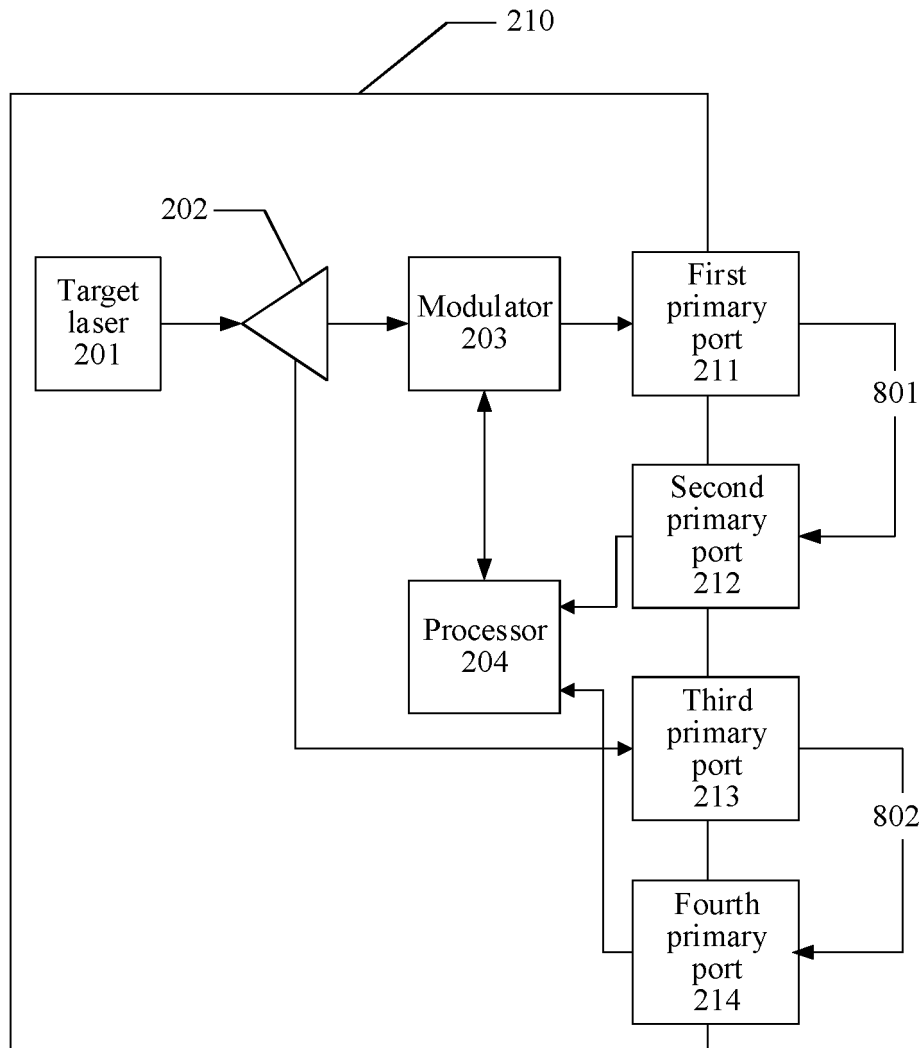 210
202
Target
laser
201
Modulator
203
First
primary
port
211
801
Second
primary
port
212
Processor
204
Third
primary
port
213
802
Fourth
primary
port
214